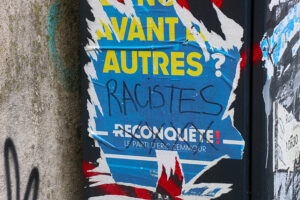 AVANT
AUTRES ?
RACISTES
RECONQUÊTE!
LE PARTI D'ERIC ZEMMOUR